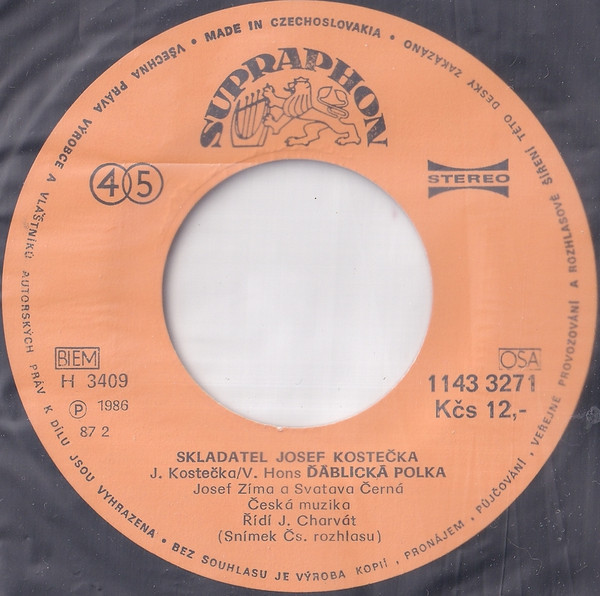 VŠECHNA PRÁVA VÝROBCE A VLASTNÍKŮ AUTORSKÝCH PRÁV K DÍLU JSOU VYHRAZENA • BEZ SOUHLASU JE VÝROBA KOPIÍ, PRONÁJEM, PŮJČOVÁNÍ, VEŘEJNÉ PROVOZOVÁNÍ A ROZHLASOVÉ ŠÍŘENÍ TÉTO DESKY ZAKÁZÁNO • MADE IN CZECHOSLOVAKIA •
SUPRAPHON
45
STEREO
BIEM
H 3409
Ⓟ 1986
87 2
OSA
1143 3271
Kčs 12,-
SKLADATEL JOSEF KOSTEČKA
J. Kostečka/V. Hons ĎÁBLICKÁ POLKA
Josef Zíma a Svatava Černá
Česká muzika
Řídí J. Charvát
(Snímek Čs. rozhlasu)